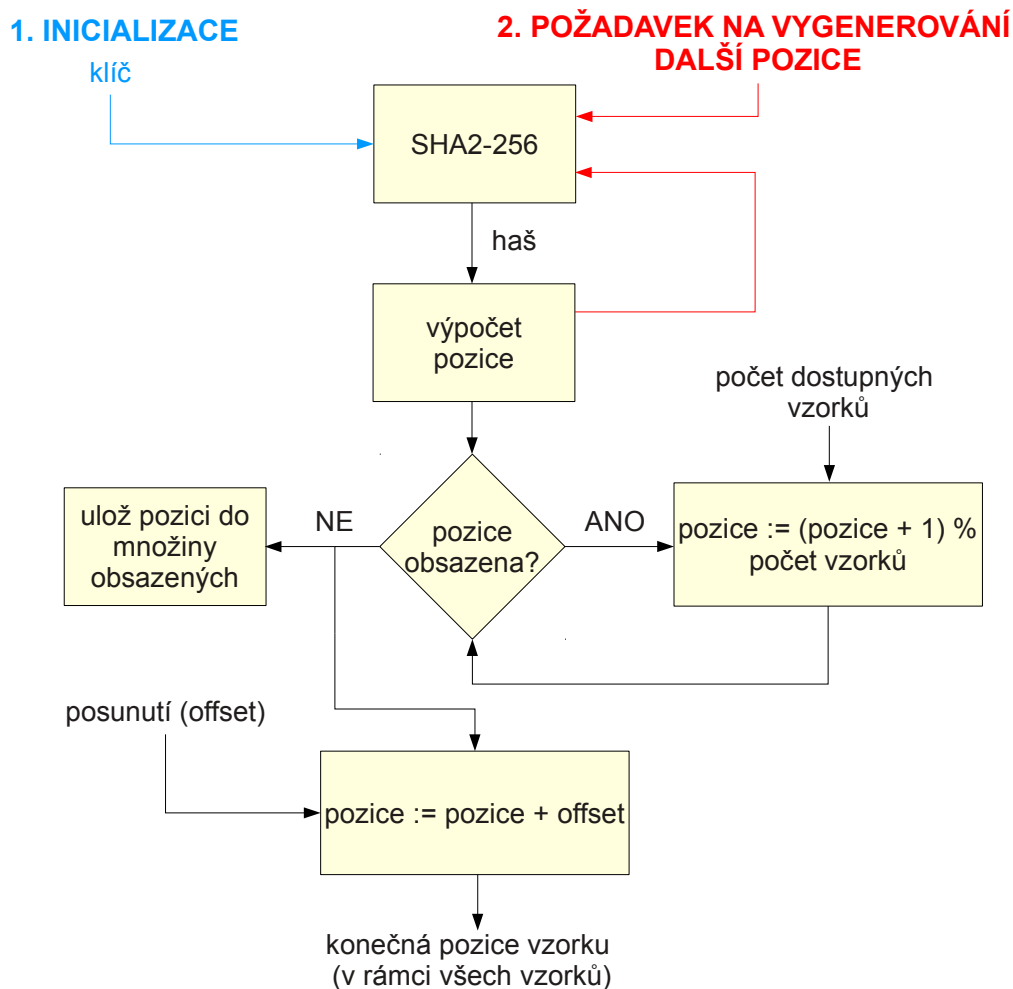 1. INICIALIZACE
klíč
2. POŽADAVEK NA VYGENEROVÁNÍ
DALŠÍ POZICE
SHA2-256
haš
výpočet
pozice
počet dostupných
vzorků
ulož pozici do
množiny
obsazených
NE
pozice
obsazena?
ANO
pozice := (pozice + 1) %
počet vzorků
posunutí (offset)
pozice := pozice + offset
konečná pozice vzorku
(v rámci všech vzorků)